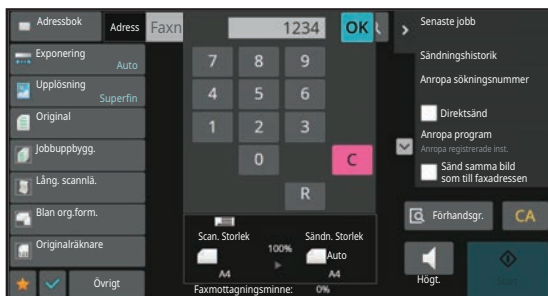 Adressbok
Adress
Faxn
1234
OK
Senaste jobb
Exponering
Auto
Sändningshistorik
Upplösning
Superfin
Anropa sökningsnummer
Original
Direktsänd
Jobbuppbygg.
Anropa program
Anropa registrerade inst.
Lång. scannlä.
Sänd samma bild
som till faxadressen
Blan org.form.
Originalräknare
Övrigt
7 8 9
4 5 6
1 2 3
0 C
R
Scan. Storlek
100%
Sändn. Storlek
Auto
A4
A4
Faxmottagningsminne: 0%
Förhandsgr.
CA
Högt.
Start